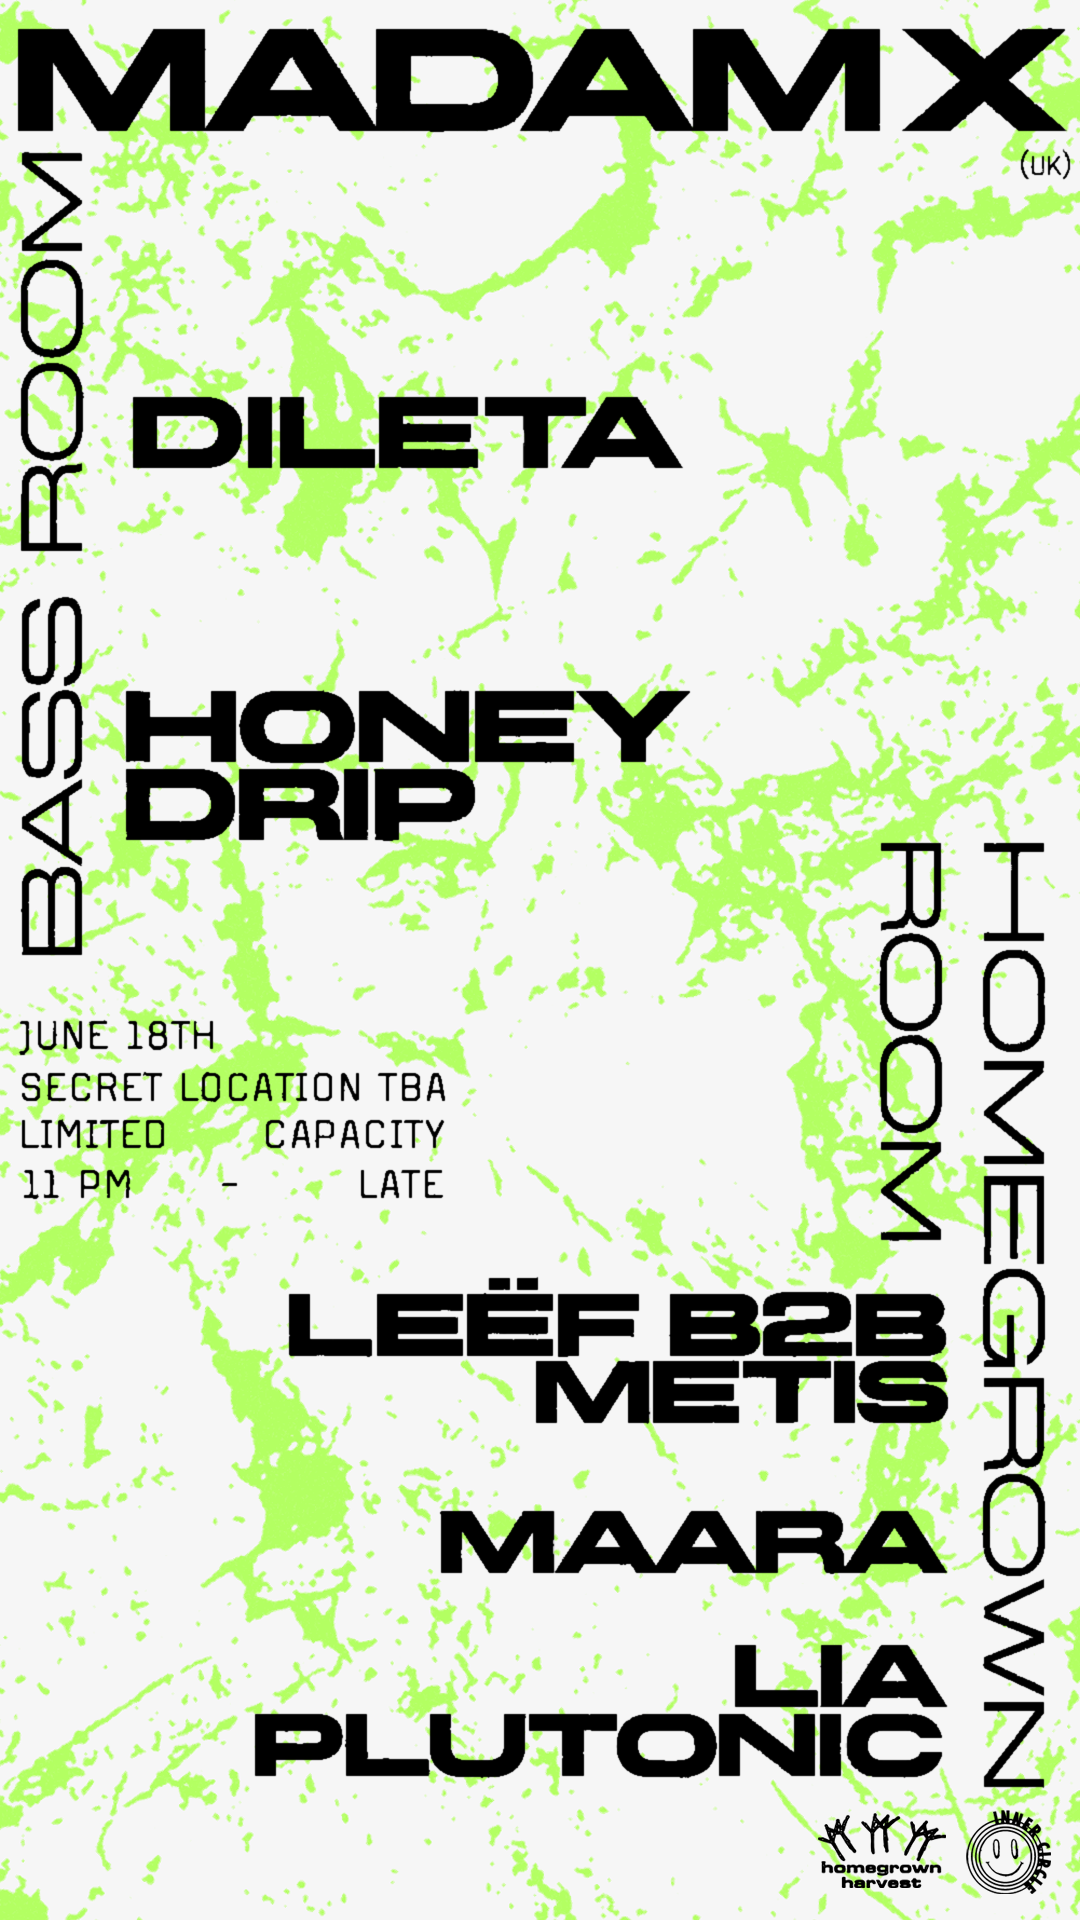 MADAM X
(UK)
BASS ROOM
DILETA
HONEY
DRIP
JUNE 18TH
SECRET LOCATION TBA
LIMITED CAPACITY
11 PM - LATE
HOMEGROWN
ROOM
LEËF B2B
METIS
MAARA
LIA
PLUTONIC
homegrown
harvest
INNER CIRCLE